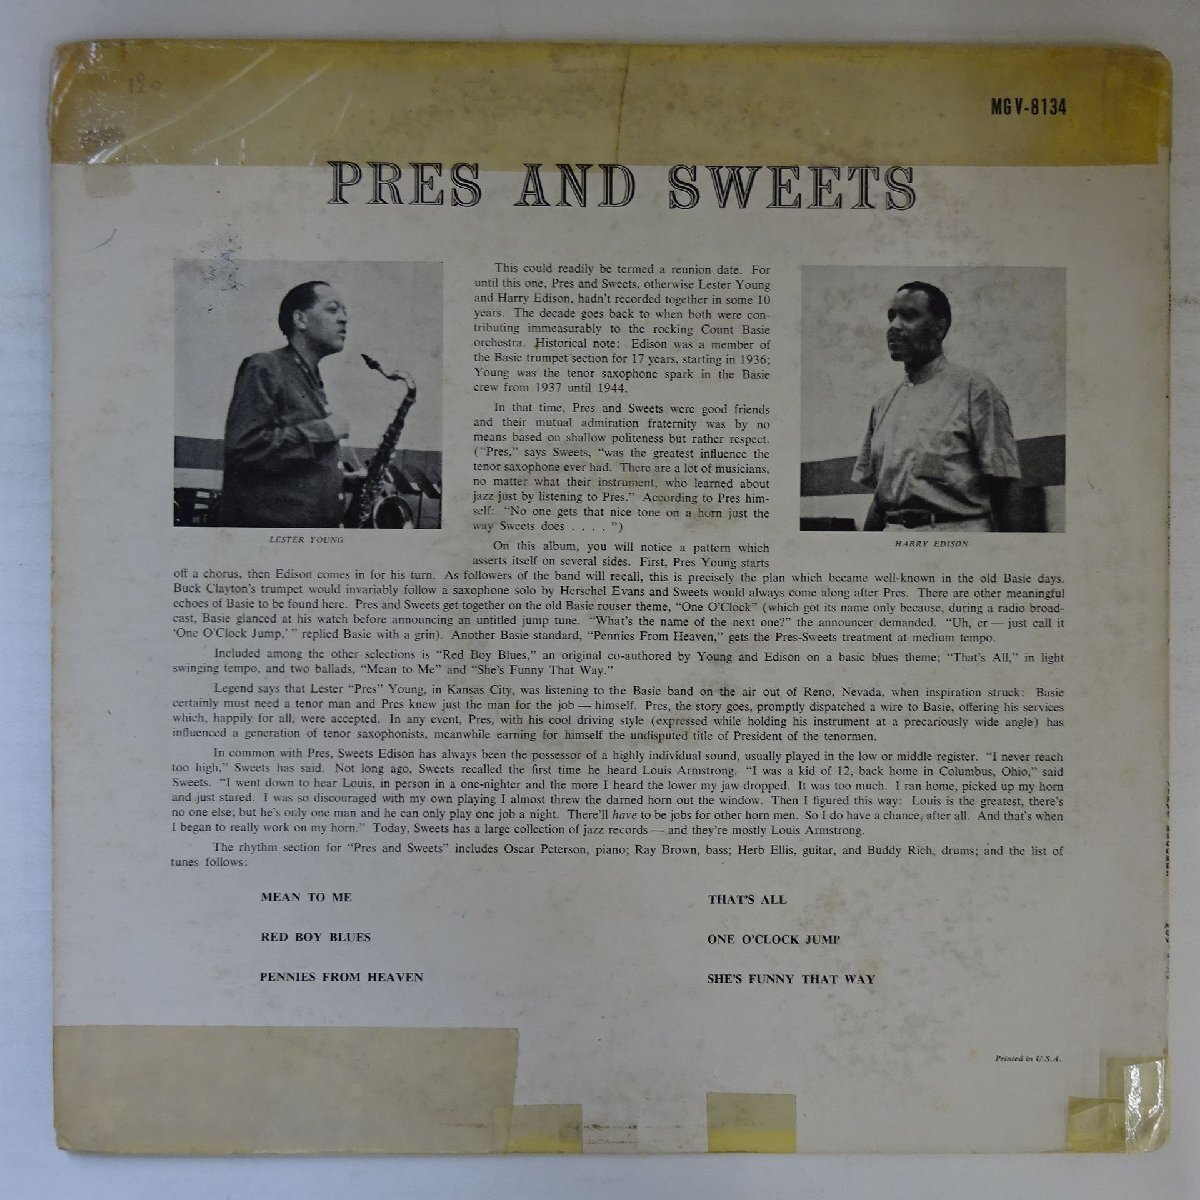 120
MG V-8134
PRES AND SWEETS
This could readily be termed a reunion date. For
until this one, Pres and Sweets, otherwise Lester Young
and Harry Edison, hadn't recorded together in some 10
years. The decade goes back to when both were con-
tributing immeasurably to the rocking Count Basie
orchestra. Historical note: Edison was a member of
the Basie trumpet section for 17 years, starting in 1936;
Young was the tenor saxophone spark in the Basie
crew from 1937 until 1944.
In that time, Pres and Sweets were good friends
and their mutual admiration fraternity was by no
means based on shallow politeness but rather respect.
("Pres," says Sweets, "was the greatest influence the
tenor saxophone ever had. There are a lot of musicians,
no matter what their instrument, who learned about
jazz just by listening to Pres." According to Pres him-
self: "No one gets that nice tone on a horn just the
way Sweets does . . . . ")
LESTER YOUNG
HARRY EDISON
On this album, you will notice a pattern which
asserts itself on several sides. First, Pres Young starts
off a chorus, then Edison comes in for his turn. As followers of the band will recall, this is precisely the plan which became well-known in the old Basie days.
Buck Clayton's trumpet would invariably follow a saxophone solo by Herschel Evans and Sweets would always come along after Pres. There are other meaningful
echoes of Basie to be found here. Pres and Sweets get together on the old Basie rouser theme, "One O'Clock" (which got its name only because, during a radio broad-
cast, Basie glanced at his watch before announcing an untitled jump tune. "What's the name of the next one?" the announcer demanded. "Uh, er — just call it
'One O'Clock Jump,' " replied Basie with a grin). Another Basie standard, "Pennies From Heaven," gets the Pres-Sweets treatment at medium tempo.
Included among the other selections is "Red Boy Blues," an original co-authored by Young and Edison on a basic blues theme; "That's All," in light
swinging tempo, and two ballads, "Mean to Me" and "She's Funny That Way."
Legend says that Lester "Pres" Young, in Kansas City, was listening to the Basie band on the air out of Reno, Nevada, when inspiration struck: Basie
certainly must need a tenor man and Pres knew just the man for the job — himself. Pres, the story goes, promptly dispatched a wire to Basie, offering his services
which, happily for all, were accepted. In any event, Pres, with his cool driving style (expressed while holding his instrument at a precariously wide angle) has
influenced a generation of tenor saxophonists, meanwhile earning for himself the undisputed title of President of the tenormen.
In common with Pres, Sweets Edison has always been the possessor of a highly individual sound, usually played in the low or middle register. "I never reach
too high," Sweets has said. Not long ago, Sweets recalled the first time he heard Louis Armstrong. "I was a kid of 12, back home in Columbus, Ohio," said
Sweets. "I went down to hear Louis, in person in a one-nighter and the more I heard the lower my jaw dropped. It was too much. I ran home, picked up my horn
and just stared. I was so discouraged with my own playing I almost threw the darned horn out the window. Then I figured this way: Louis is the greatest, there's
no one else; but he's only one man and he can only play one job a night. There'll have to be jobs for other horn men. So I do have a chance, after all. And that's when
I began to really work on my horn." Today, Sweets has a large collection of jazz records — and they're mostly Louis Armstrong.
The rhythm section for "Pres and Sweets" includes Oscar Peterson, piano; Ray Brown, bass; Herb Ellis, guitar, and Buddy Rich, drums; and the list of
tunes follows:
MEAN TO ME
RED BOY BLUES
PENNIES FROM HEAVEN
THAT'S ALL
ONE O'CLOCK JUMP
SHE'S FUNNY THAT WAY
Printed in U.S.A.